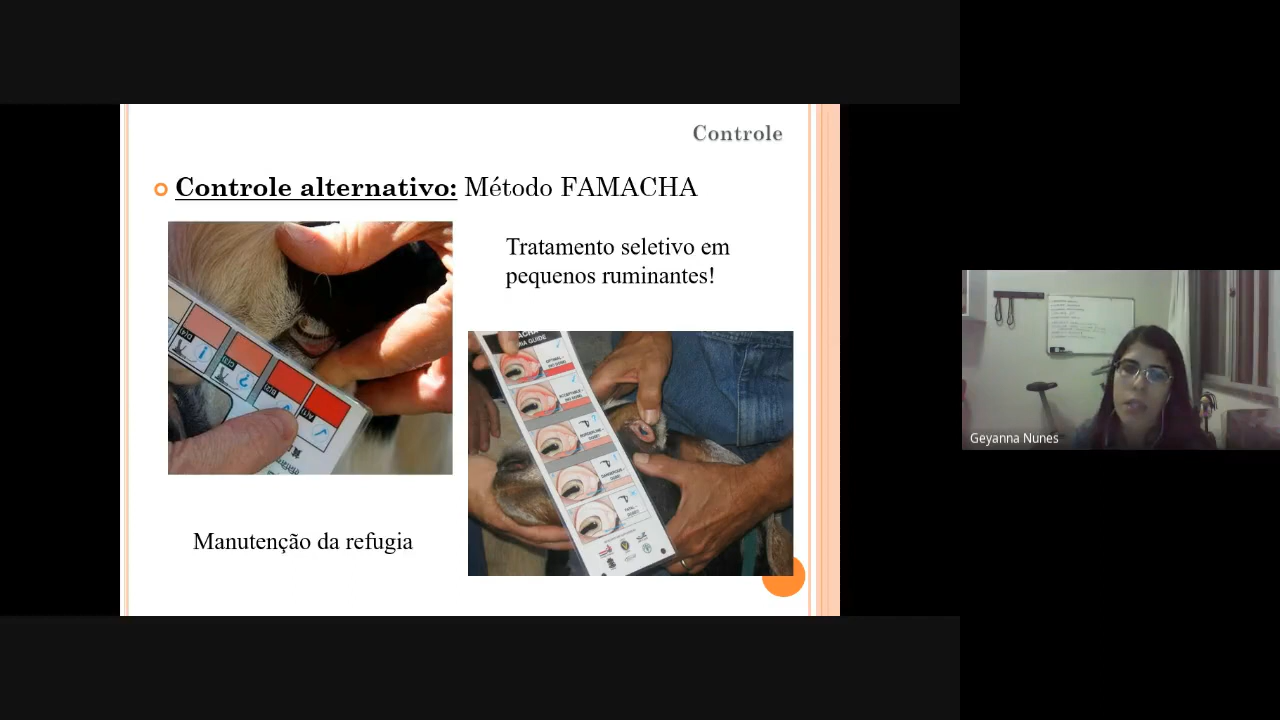 Controle
Controle alternativo: Método FAMACHA
Tratamento seletivo em
pequenos ruminantes!
Manutenção da refugia
Geyanna Nunes